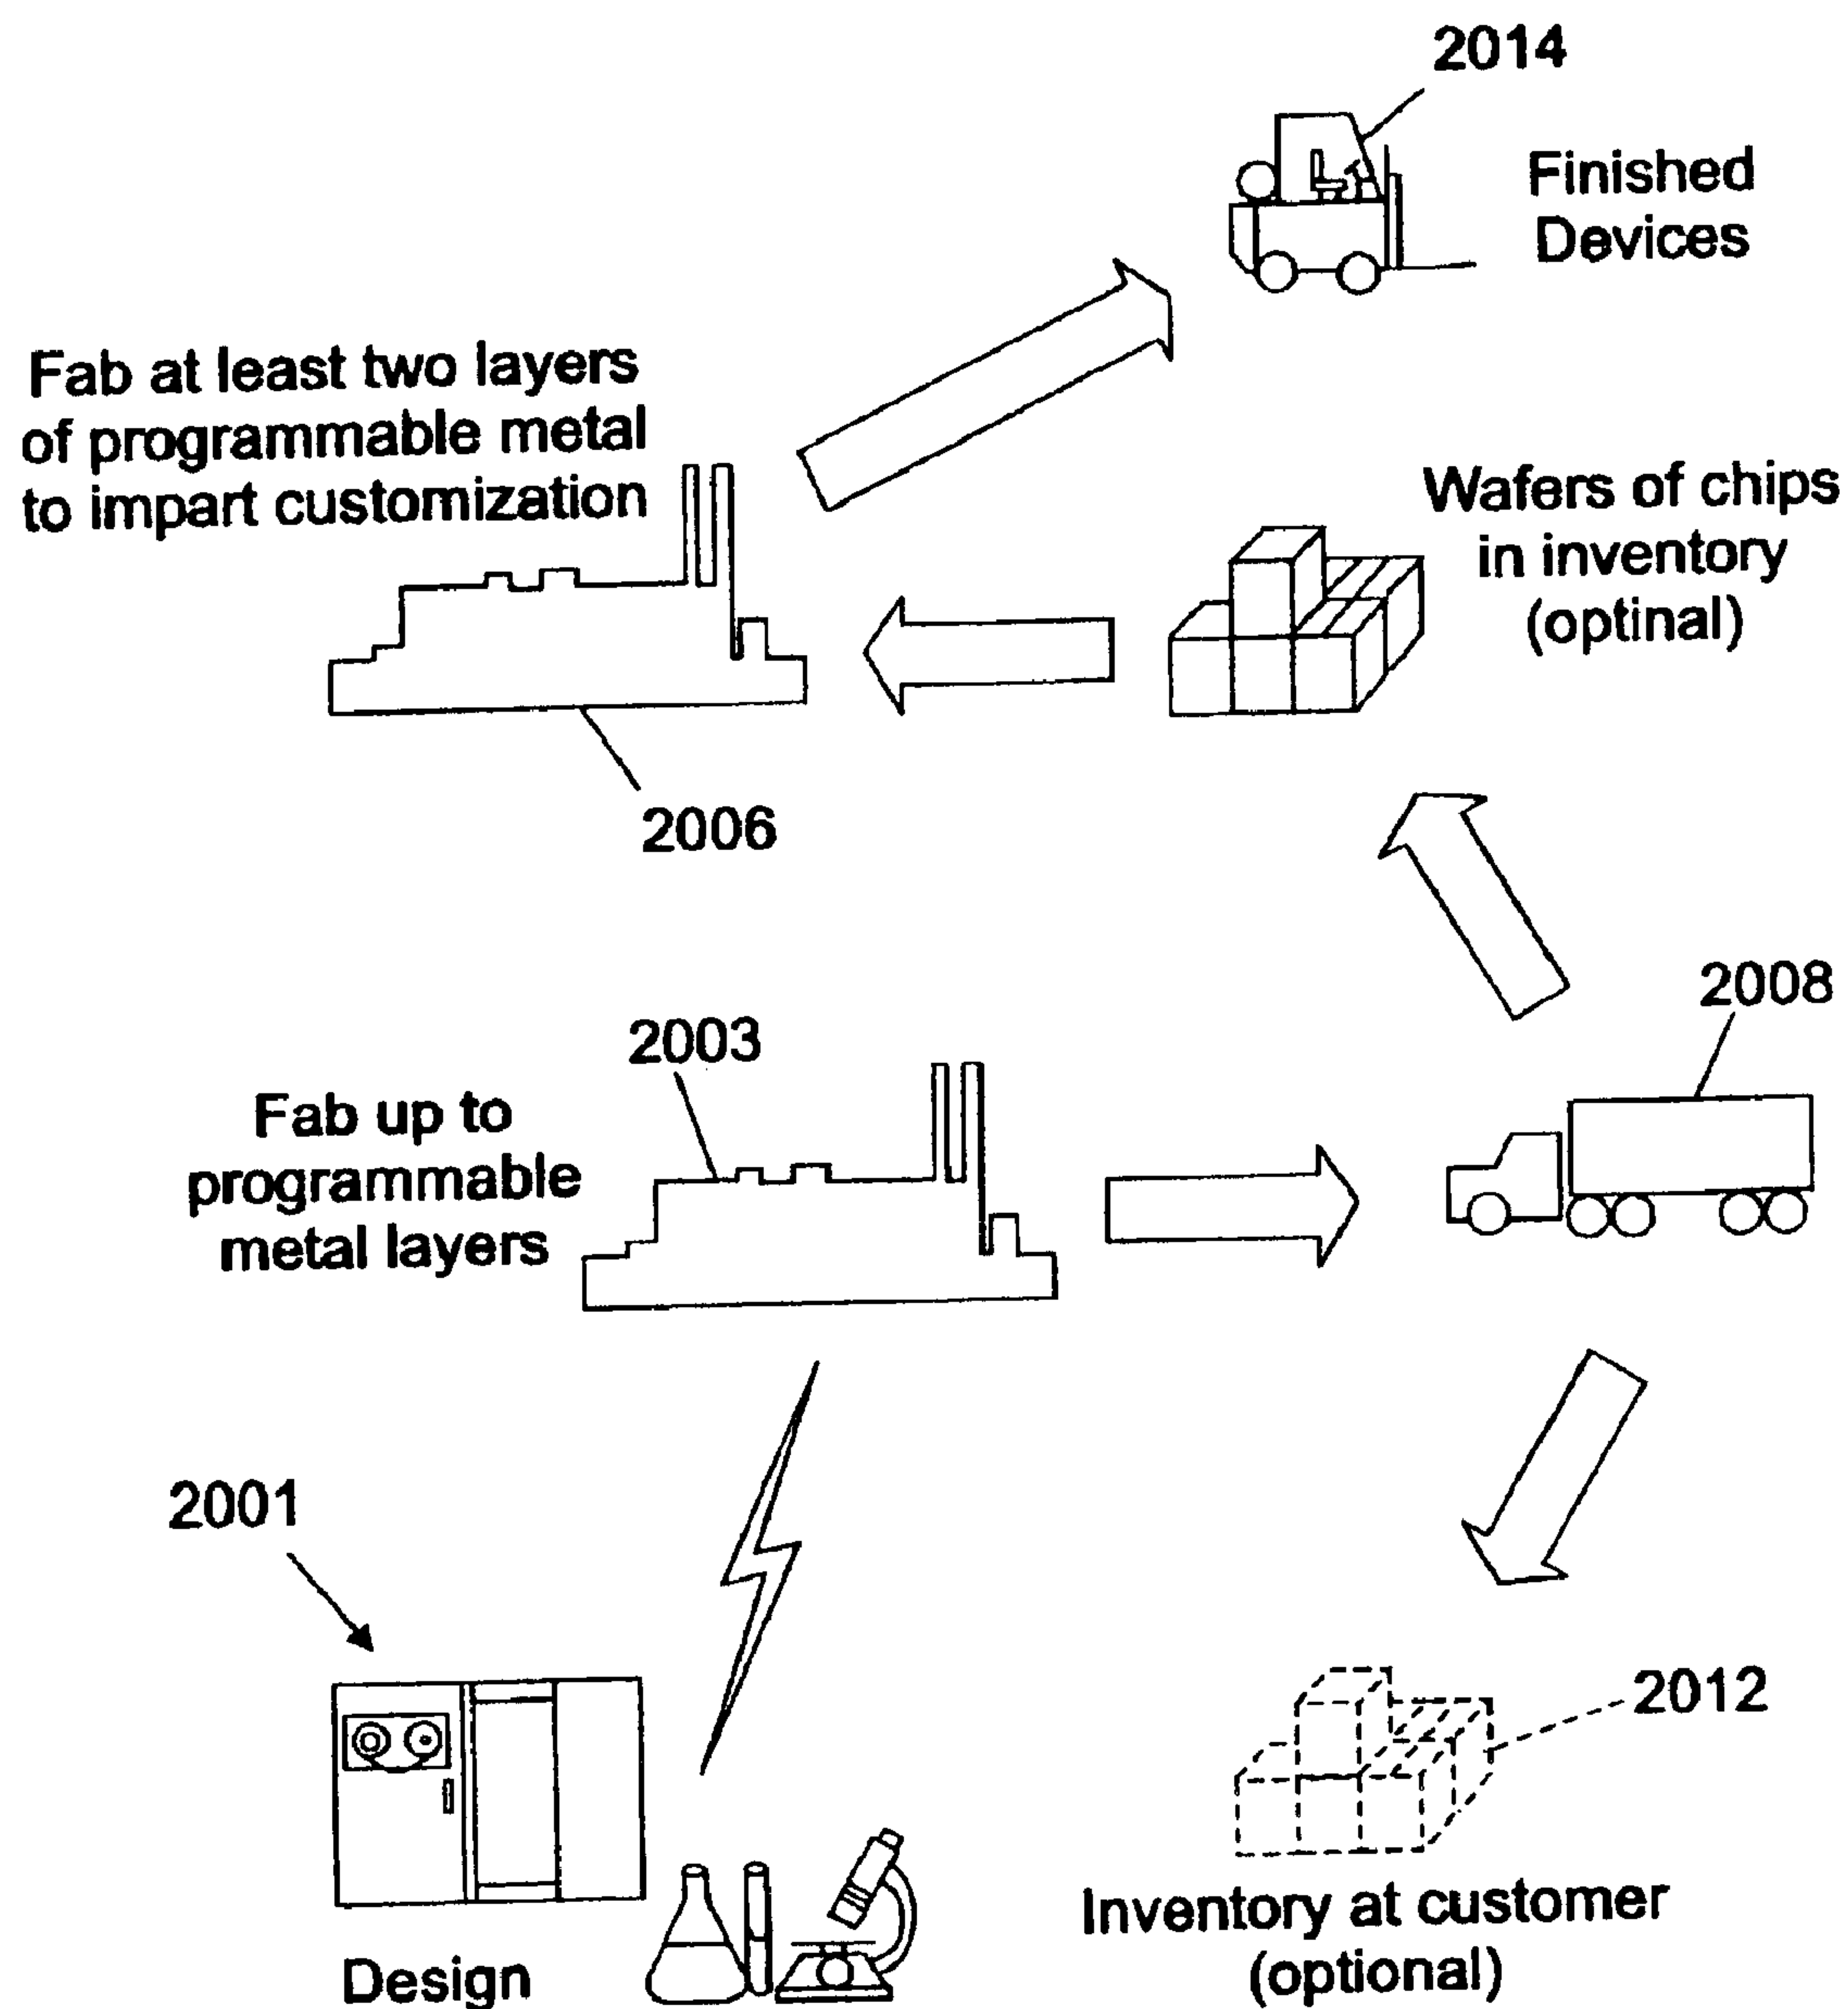 2014
Finished
Devices
Fab at least two layers
of programmable metal
to impart customization
Wafers of chips
in inventory
(optinal)
2006
2008
2003
Fab up to
programmable
metal layers
2001
2012
Inventory at customer
(optional)
Design